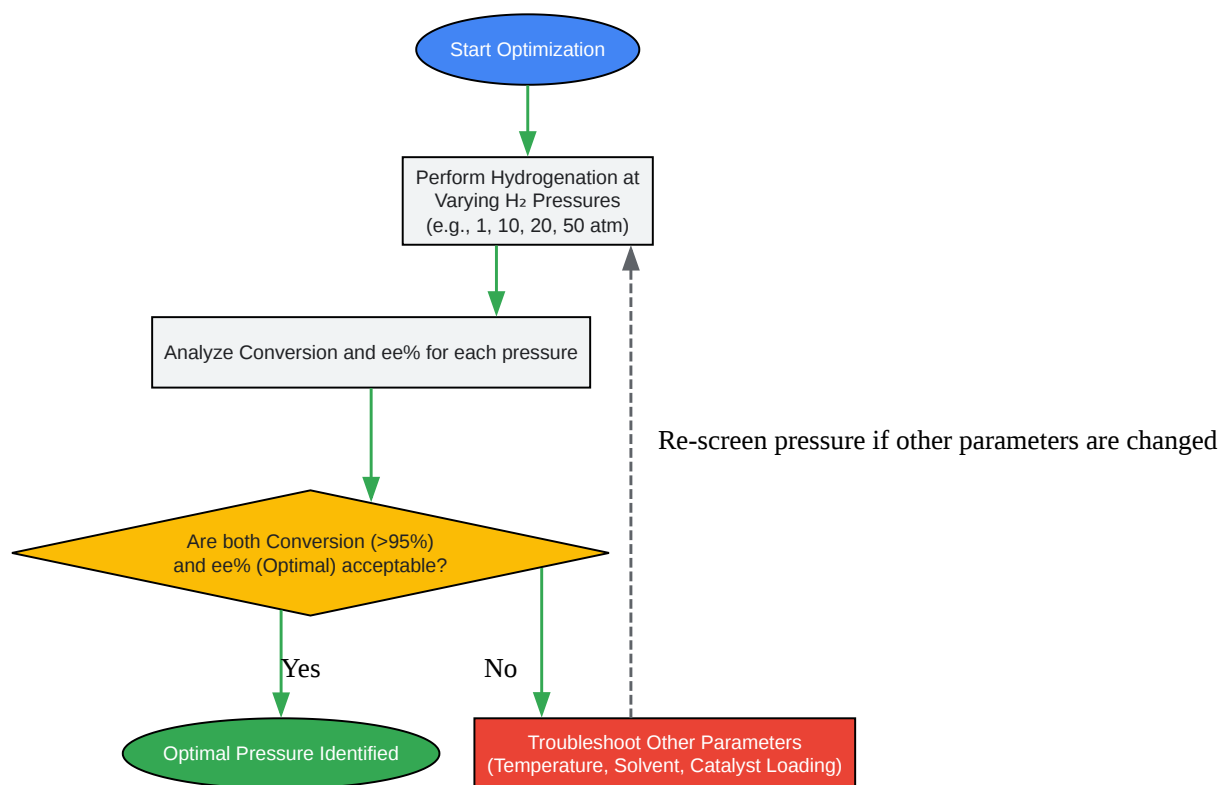 Start Optimization
Perform Hydrogenation at
Varying H₂ Pressures
(e.g., 1, 10, 20, 50 atm)
Analyze Conversion and ee% for each pressure
Re-screen pressure if other parameters are changed
Are both Conversion (>95%)
and ee% (Optimal) acceptable?
Yes
No
Optimal Pressure Identified
Troubleshoot Other Parameters
(Temperature, Solvent, Catalyst Loading)